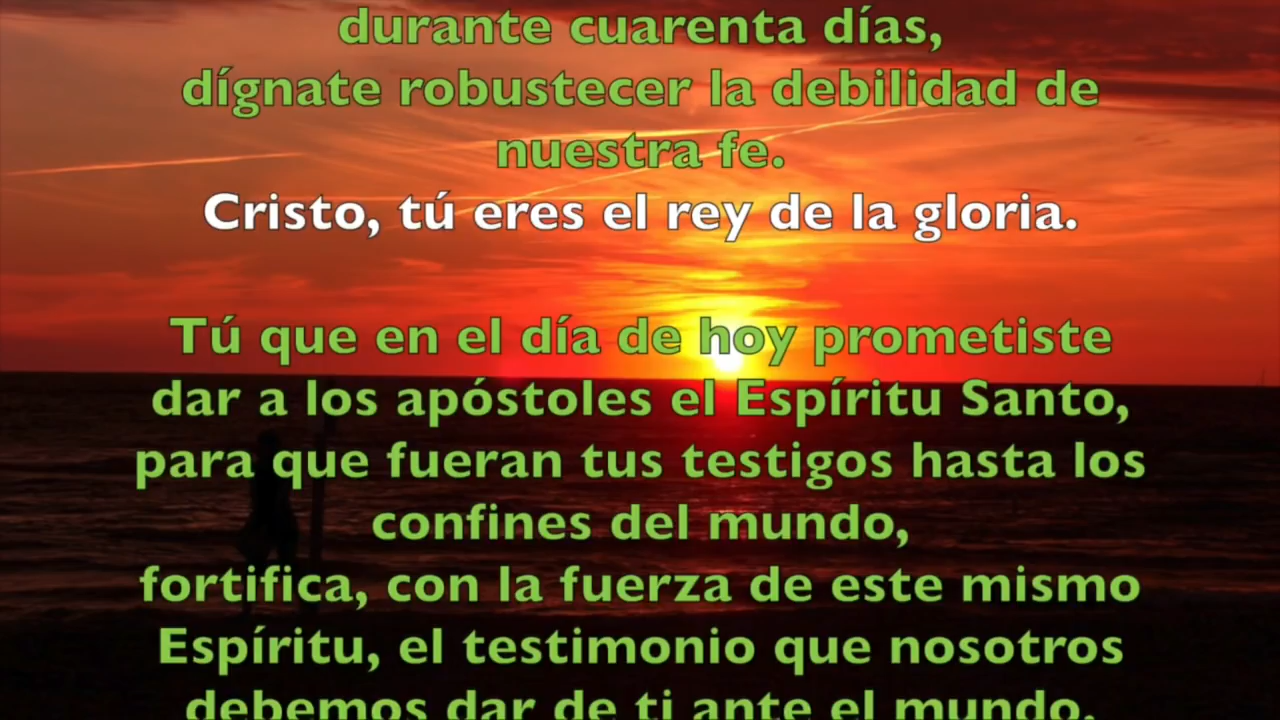 durante cuarenta días,
dígnate robustecer la debilidad de
nuestra fe.
Cristo, tú eres el rey de la gloria.
Tú que en el día de hoy prometiste
dar a los apóstoles el Espíritu Santo,
para que fueran tus testigos hasta los
confines del mundo,
fortifica, con la fuerza de este mismo
Espíritu, el testimonio que nosotros
debemos dar de ti ante el mundo.